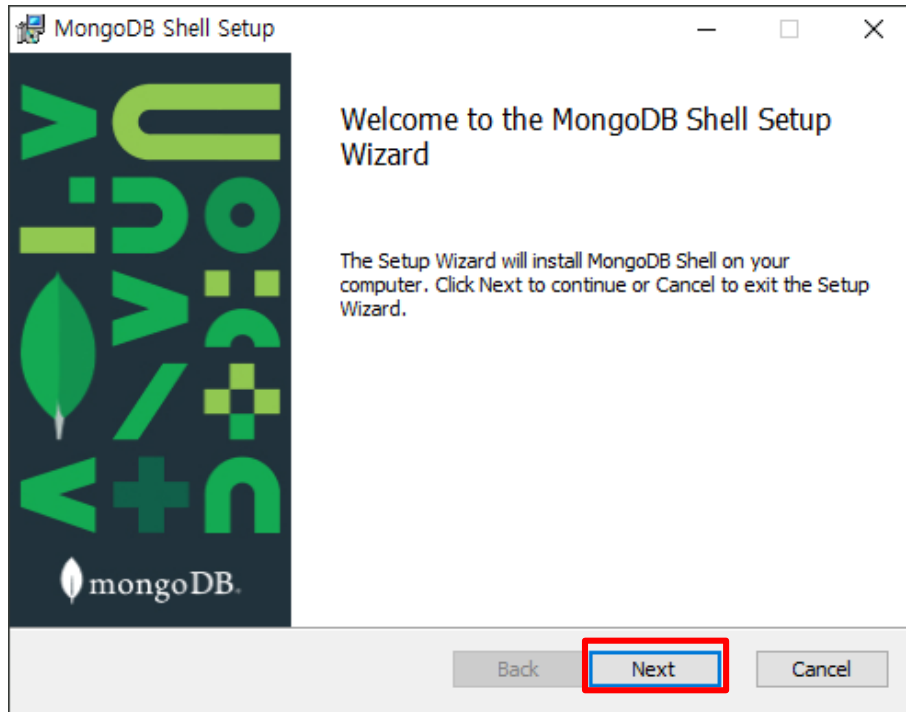 MongoDB Shell Setup
Welcome to the MongoDB Shell Setup
Wizard
The Setup Wizard will install MongoDB Shell on your
computer. Click Next to continue or Cancel to exit the Setup
Wizard.
mongoDB.
Back Next Cancel